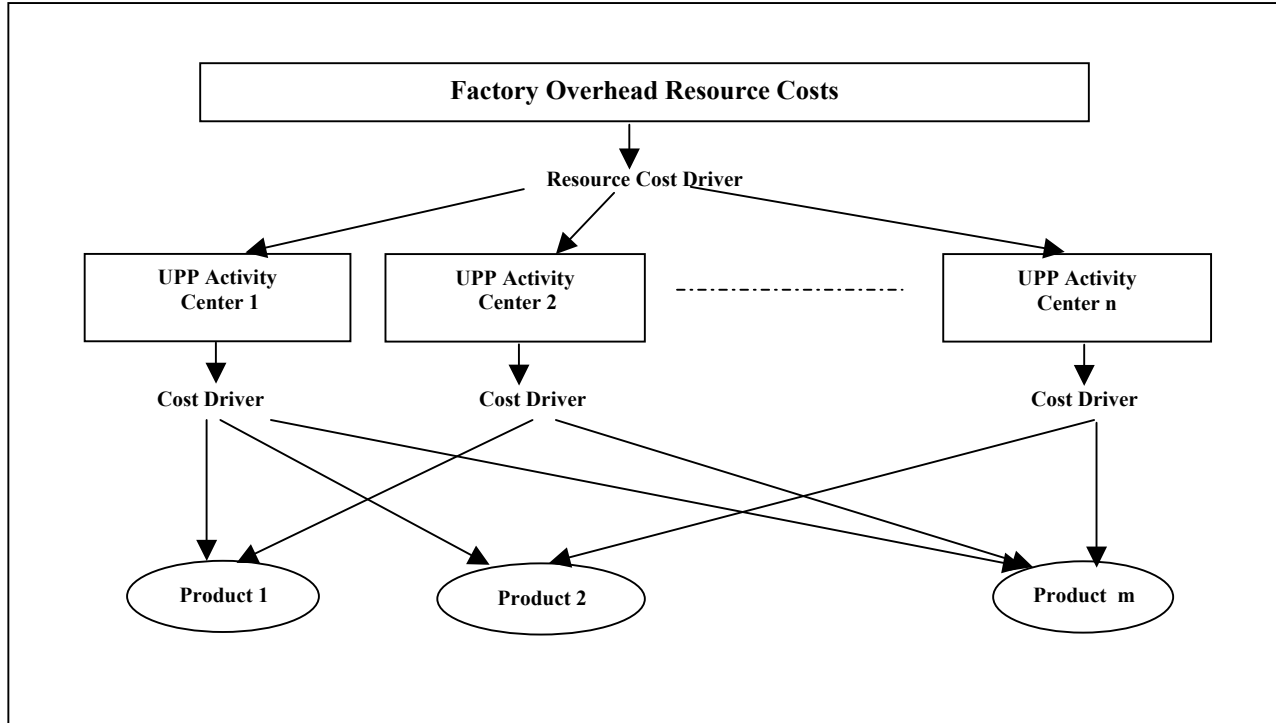 Factory Overhead Resource Costs
Resource Cost Driver
UPP Activity
Center 1
UPP Activity
Center 2
UPP Activity
Center n
Cost Driver
Cost Driver
Cost Driver
Product 1
Product 2
Product m